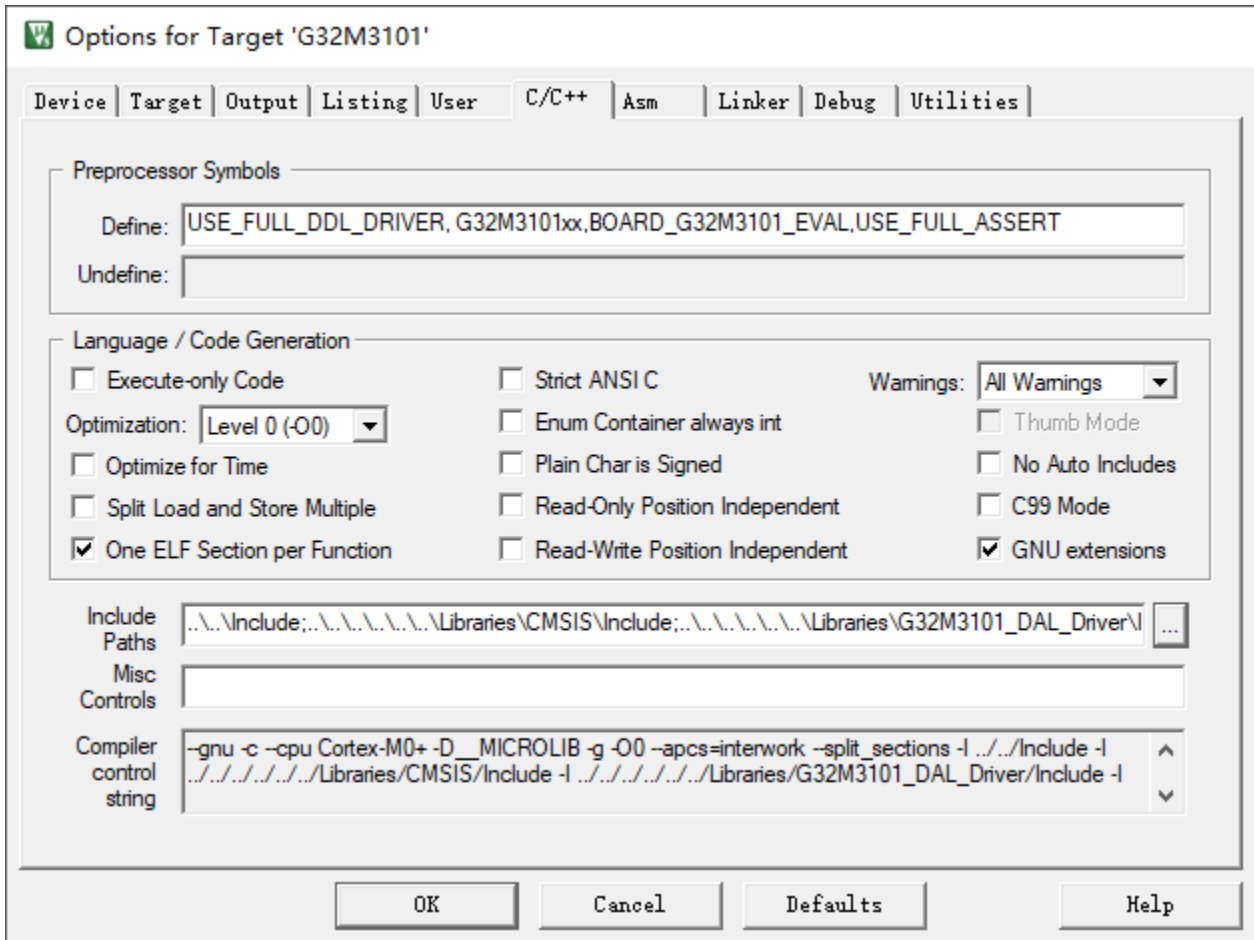 Options for Target 'G32M3101'
Device Target Output Listing User C/C++ Asm Linker Debug Utilities
Preprocessor Symbols
Define: USE_FULL_DDL_DRIVER, G32M3101xx,BOARD_G32M3101_EVAL,USE_FULL_ASSERT
Undefine:
Language / Code Generation
Execute-only Code Strict ANSI C Warnings: All Warnings
Optimization: Level 0 (-O0) Enum Container always int Thumb Mode
Optimize for Time Plain Char is Signed No Auto Includes
Split Load and Store Multiple Read-Only Position Independent C99 Mode
One ELF Section per Function Read-Write Position Independent GNU extensions
Include Paths ..\..\Include;..\..\..\..\..\..\Libraries\CMSIS\Include;..\..\..\..\..\..\Libraries\G32M3101_DAL_Driver\I ...
Misc Controls
Compiler control string --gnu -c --cpu Cortex-M0+ -D__MICROLIB -g -O0 --apcs=interwork --split_sections -I ../../Include -I
../../../../../../Libraries/CMSIS/Include -I ../../../../../../Libraries/G32M3101_DAL_Driver/Include -I
OK Cancel Defaults Help